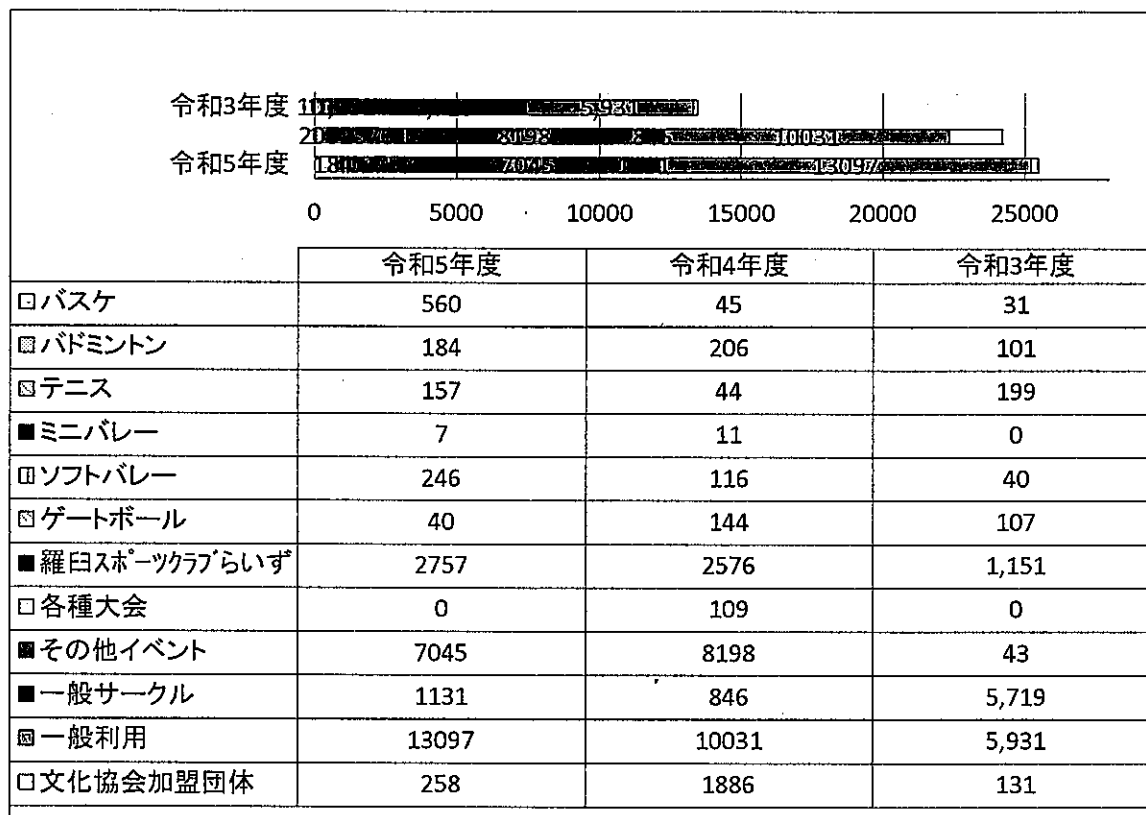 令和3年度 5,931
8198 10031
令和5年度 184 7045 13097
0 5000 10000 15000 20000 25000
令和5年度 令和4年度 令和3年度
バスケ 560 45 31
バドミントン 184 206 101
テニス 157 44 199
ミニバレー 7 11 0
ソフトバレー 246 116 40
ゲートボール 40 144 107
羅臼スポーツクラブらいず 2757 2576 1,151
各種大会 0 109 0
その他イベント 7045 8198 43
一般サークル 1131 846 5,719
一般利用 13097 10031 5,931
文化協会加盟団体 258 1886 131